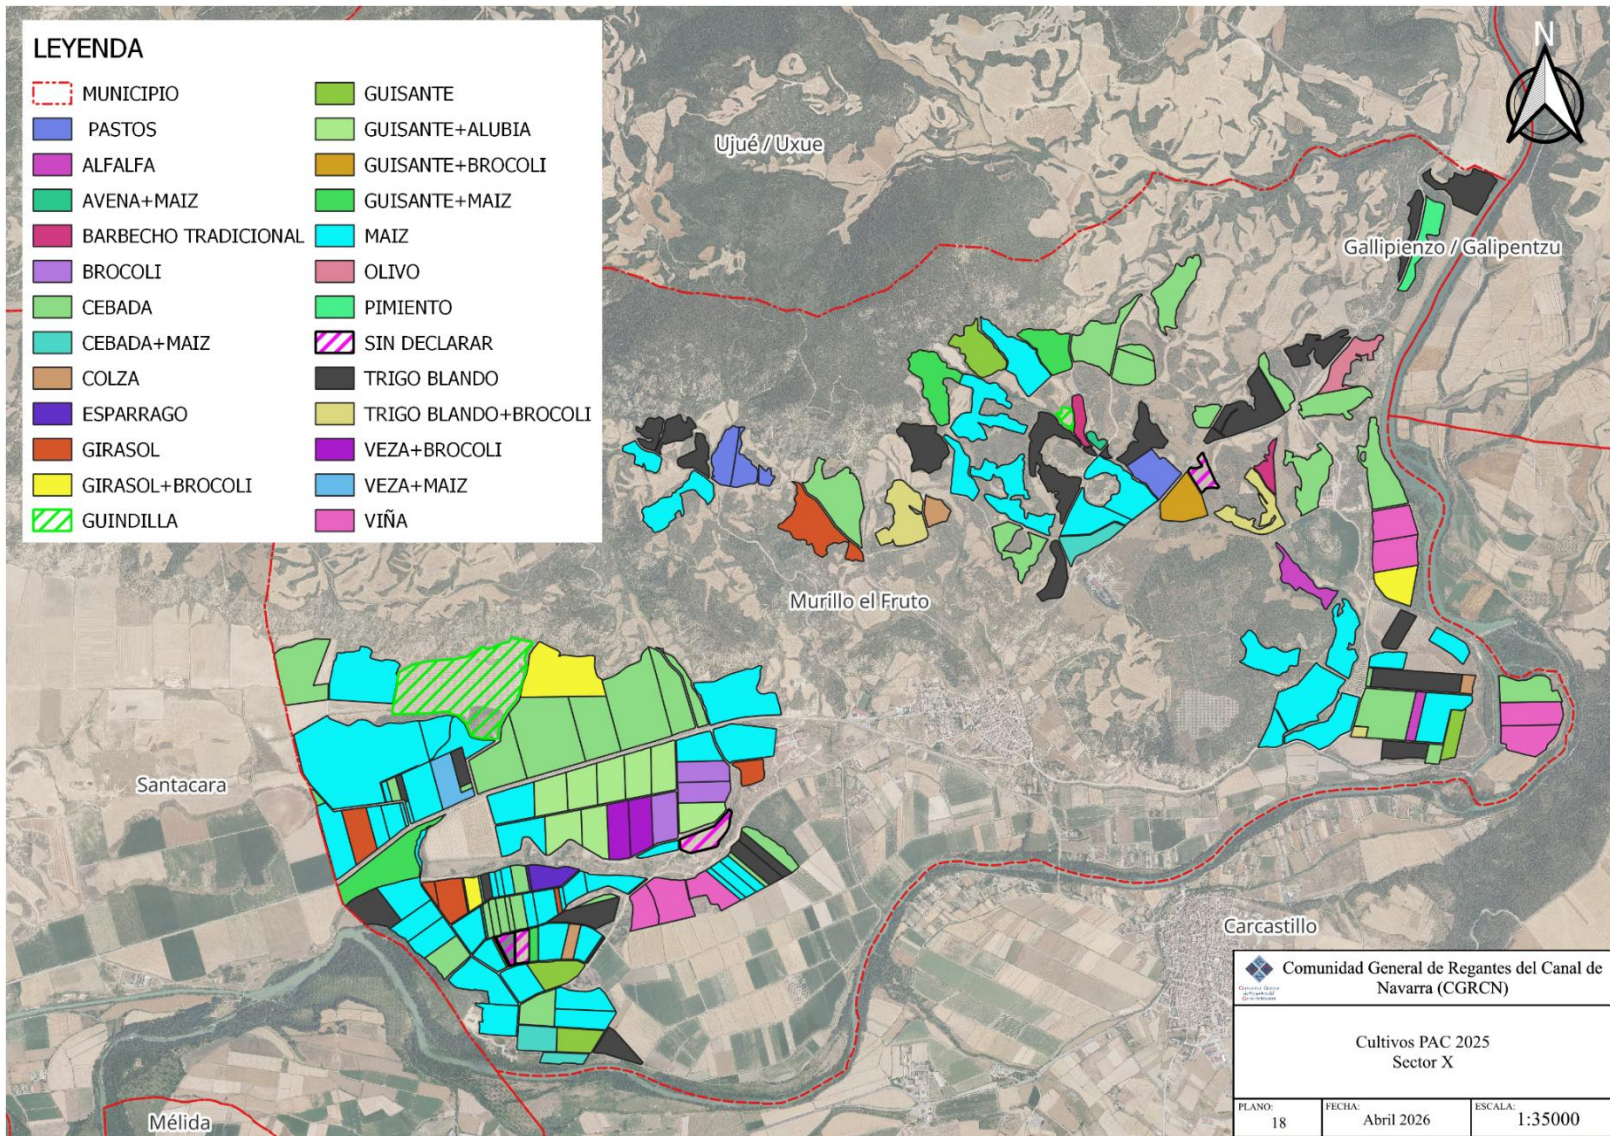 LEYENDA
MUNICIPIO
PASTOS
ALFALFA
AVENA+MAIZ
BARBECHO TRADICIONAL
BROCOLI
CEBADA
CEBADA+MAIZ
COLZA
ESPARRAGO
GIRASOL
GIRASOL+BROCOLI
GUINDILLA
GUISANTE
GUISANTE+ALUBIA
GUISANTE+BROCOLI
GUISANTE+MAIZ
MAIZ
OLIVO
PIMIENTO
SIN DECLARAR
TRIGO BLANDO
TRIGO BLANDO+BROCOLI
VEZA+BROCOLI
VEZA+MAIZ
VIÑA
N
Ujué / Uxue
Gallipienzo / Galipentzu
Murillo el Fruto
Santacara
Carcastillo
Mélida
Comunidad General de Regantes del Canal de
Navarra (CGRCN)
Cultivos PAC 2025
Sector X
PLANO:
18
FECHA:
Abril 2026
ESCALA:
1:35000